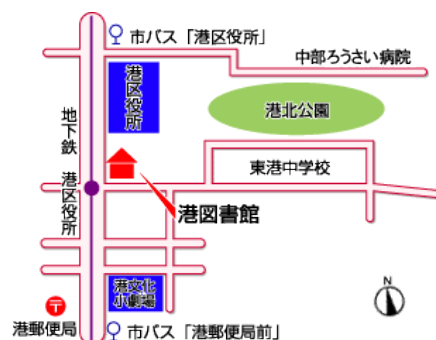 市バス「港区役所」
中部ろうさい病院
港区役所
港北公園
地下鉄 港区役所
東港中学校
港図書館
港文化
小劇場
N
〒
港郵便局
市バス「港郵便局前」